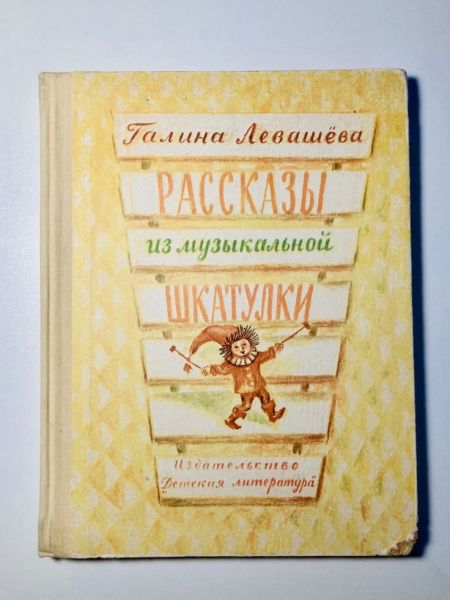 Галина Левашёва
РАССКАЗЫ
из музыкальной
ШКАТУЛКИ
Издательство
"Детская литература"